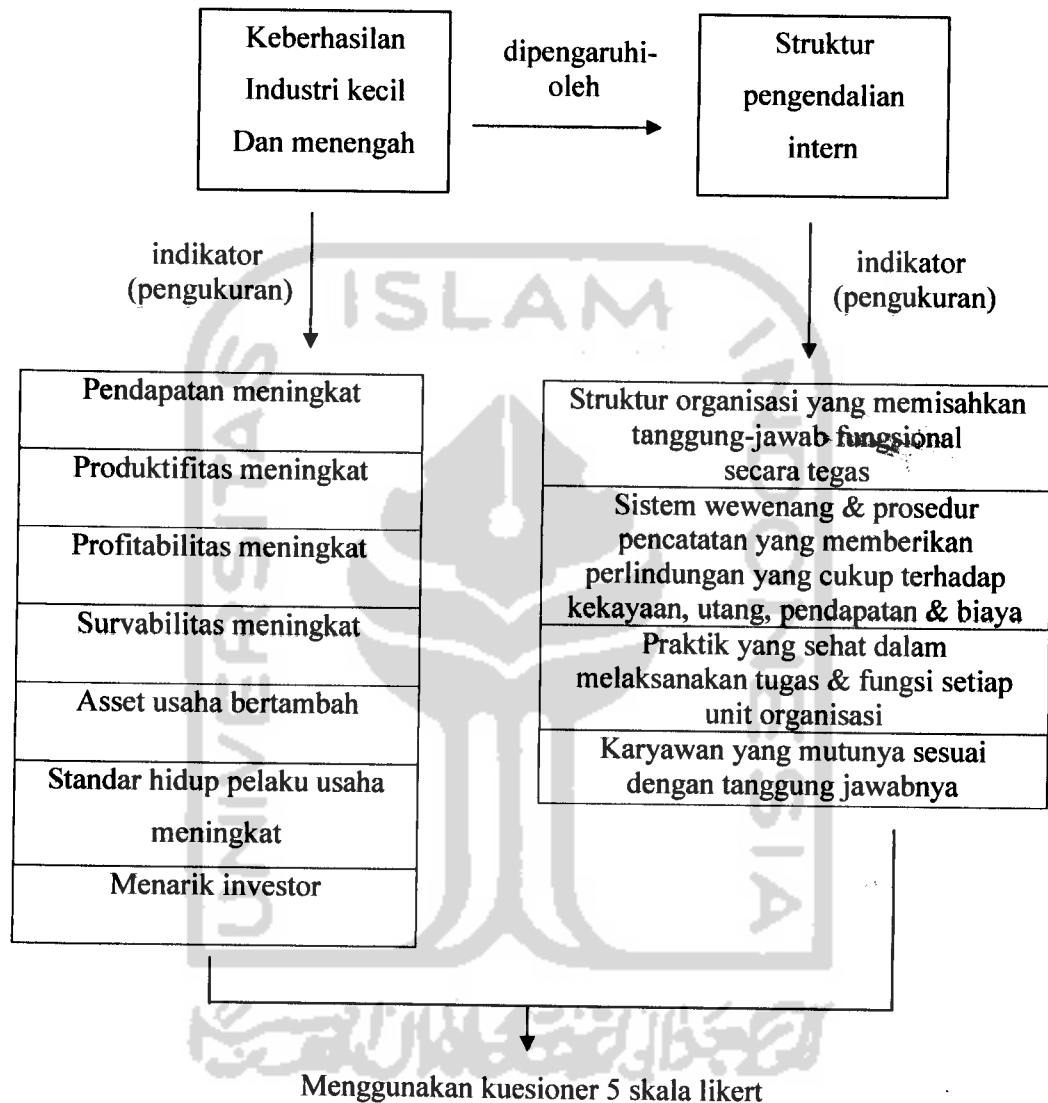 Keberhasilan
Industri kecil
Dan menengah
dipengaruhi-
oleh
Struktur
pengendalian
intern
indikator
(pengukuran)
indikator
(pengukuran)
Pendapatan meningkat
Produktifitas meningkat
Profitabilitas meningkat
Survabilitas meningkat
Asset usaha bertambah
Standar hidup pelaku usaha
meningkat
Menarik investor
Struktur organisasi yang memisahkan
tanggung-jawab fungsional
secara tegas
Sistem wewenang & prosedur
pencatatan yang memberikan
perlindungan yang cukup terhadap
kekayaan, utang, pendapatan & biaya
Praktik yang sehat dalam
melaksanakan tugas & fungsi setiap
unit organisasi
Karyawan yang mutunya sesuai
dengan tanggung jawabnya
Menggunakan kuesioner 5 skala likert
UNIVERSITAS
ISLAM
INDONESIA